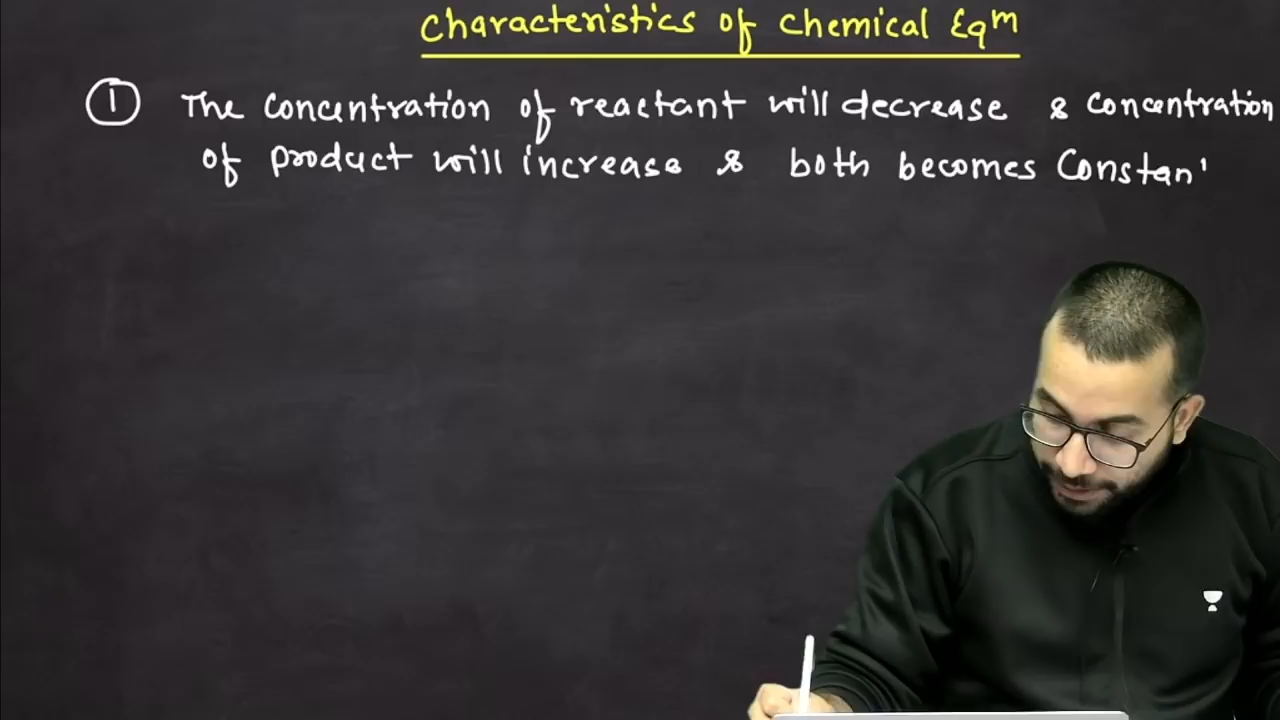 Characteristics of Chemical Eqm
① The concentration of reactant will decrease & concentration
of product will increase & both becomes Constan'